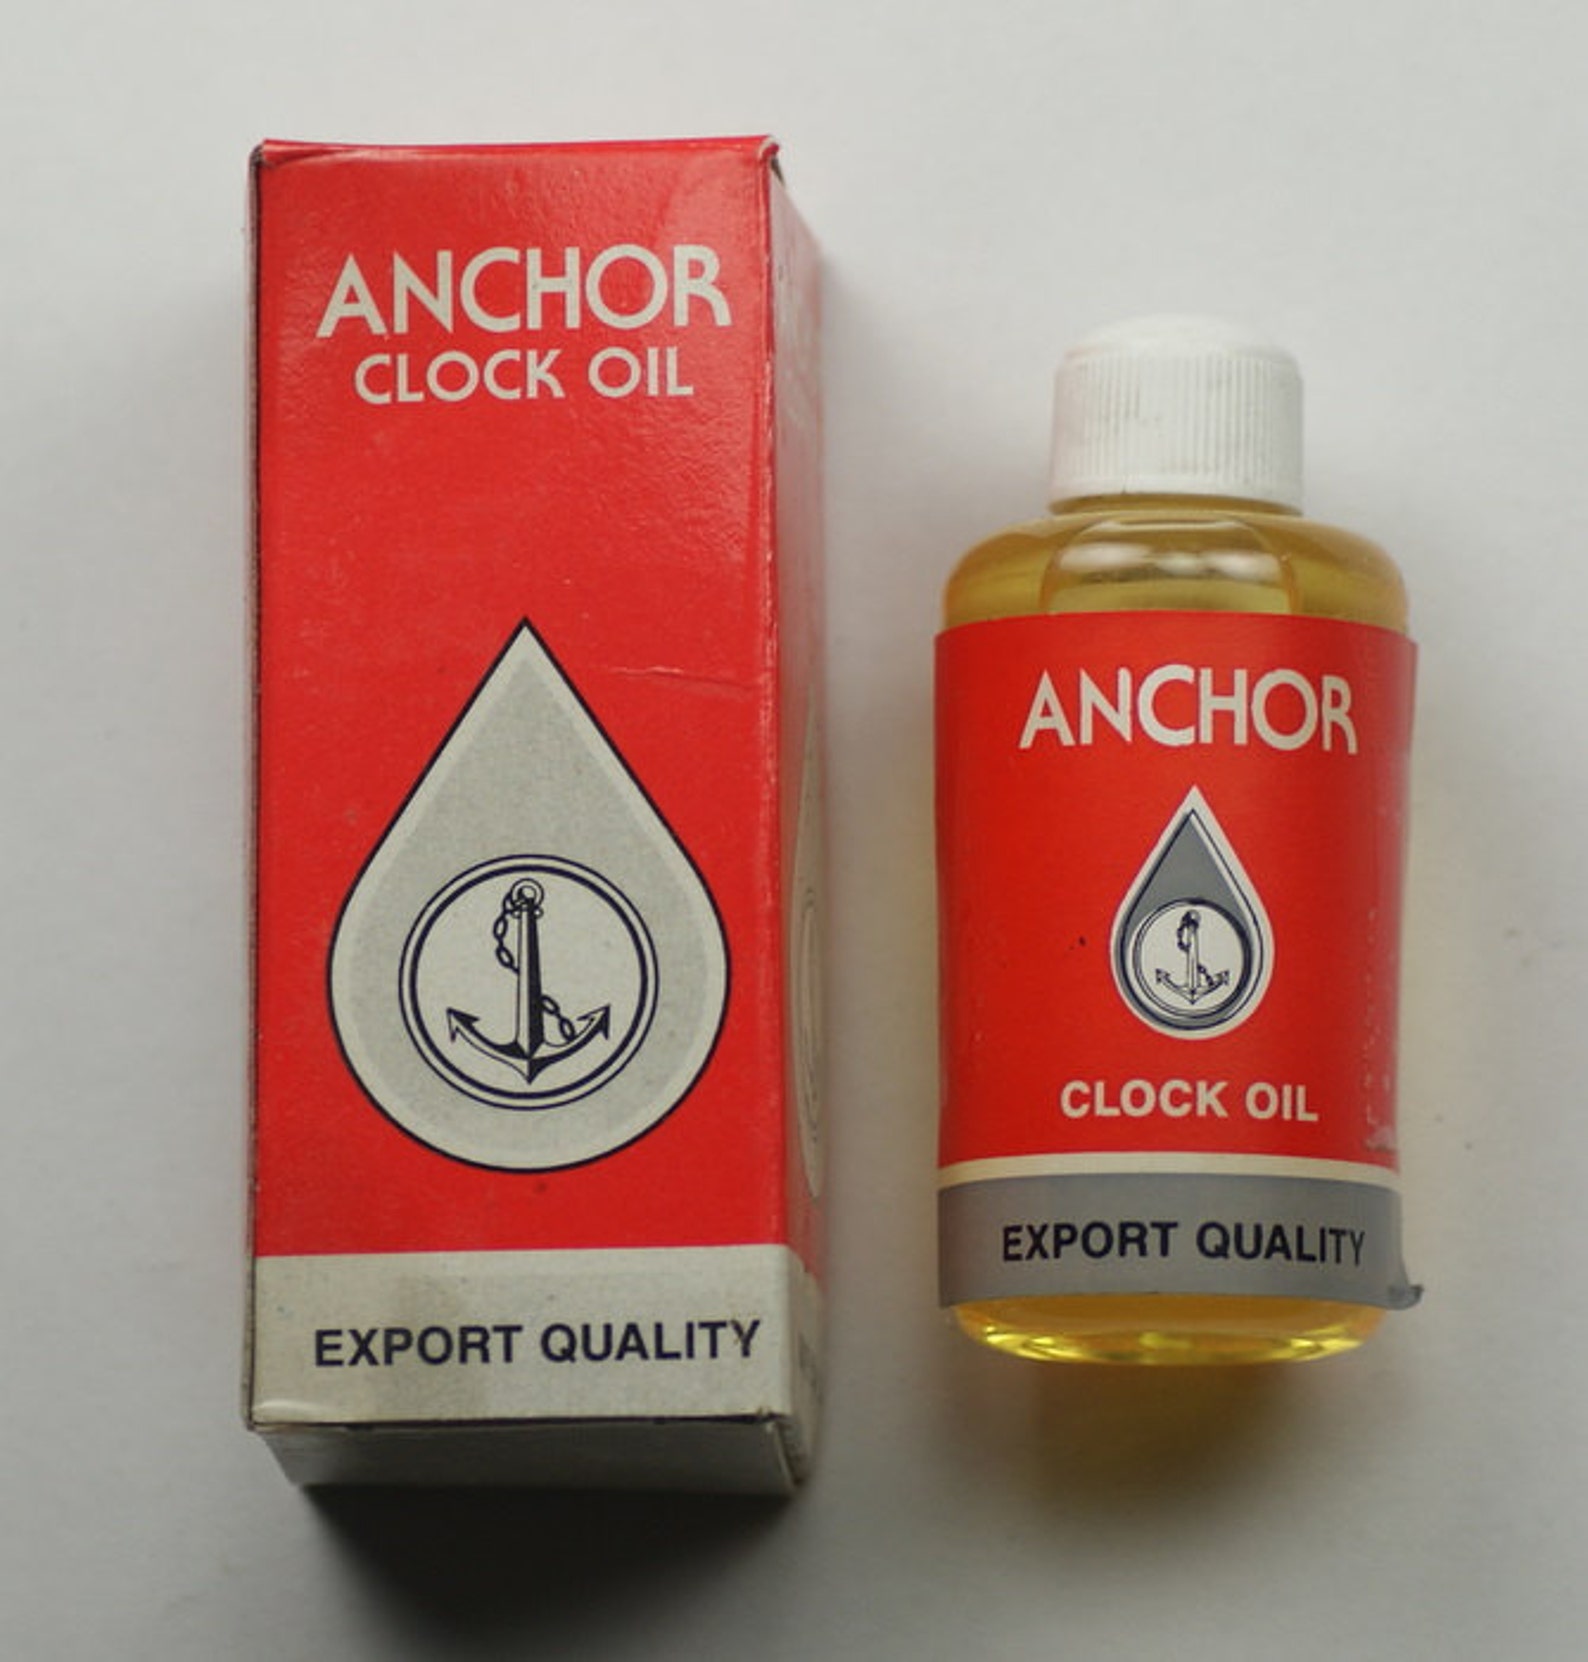 ANCHOR
CLOCK OIL
EXPORT QUALITY
ANCHOR
CLOCK OIL
EXPORT QUALITY